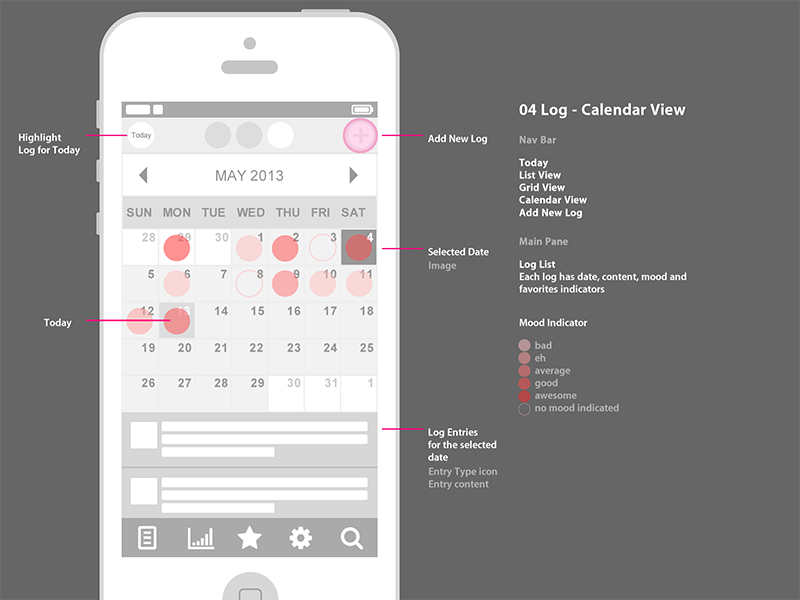 04 Log - Calendar View
Highlight
Log for Today
Today
Add New Log
Nav Bar
Today
List View
Grid View
Calendar View
Add New Log
MAY 2013
SUN MON TUE WED THU FRI SAT
28 29 30 1 2 3 4
5 6 7 8 9 10 11
12 13 14 15 16 17 18
19 20 21 22 23 24 25
26 27 28 29 30 31 1
Selected Date
Image
Today
Main Pane
Log List
Each log has date, content, mood and
favorites indicators
Mood Indicator
bad
eh
average
good
awesome
no mood indicated
Log Entries
for the selected
date
Entry Type icon
Entry content